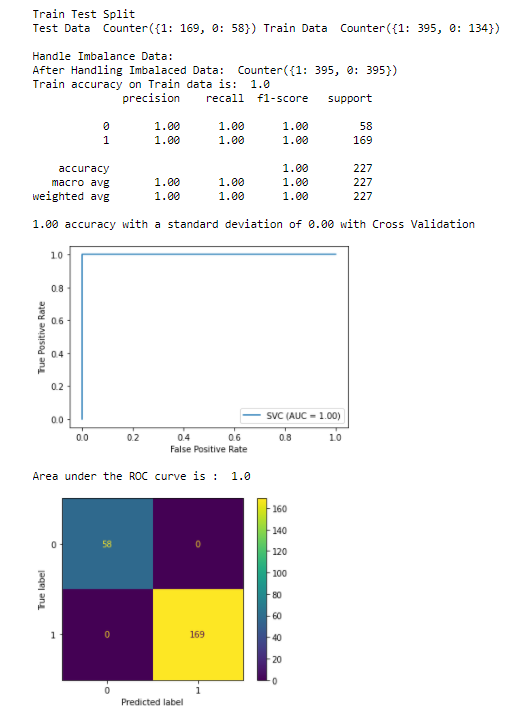 Train Test Split
Test Data  Counter({1: 169, 0: 58}) Train Data  Counter({1: 395, 0: 134})
Handle Imbalance Data:
After Handling Imbalaced Data:  Counter({1: 395, 0: 395})
Train accuracy on Train data is:  1.0
precision    recall  f1-score   support
0       1.00      1.00      1.00        58
1       1.00      1.00      1.00       169
accuracy                           1.00       227
macro avg       1.00      1.00      1.00       227
weighted avg       1.00      1.00      1.00       227
1.00 accuracy with a standard deviation of 0.00 with Cross Validation
1.0
0.8
0.6
0.4
0.2
0.0
True Positive Rate
SVC (AUC = 1.00)
0.0 0.2 0.4 0.6 0.8 1.0
False Positive Rate
Area under the ROC curve is :  1.0
True label
0
1
58 0
0 169
160
140
120
100
80
60
40
20
0
0 1
Predicted label